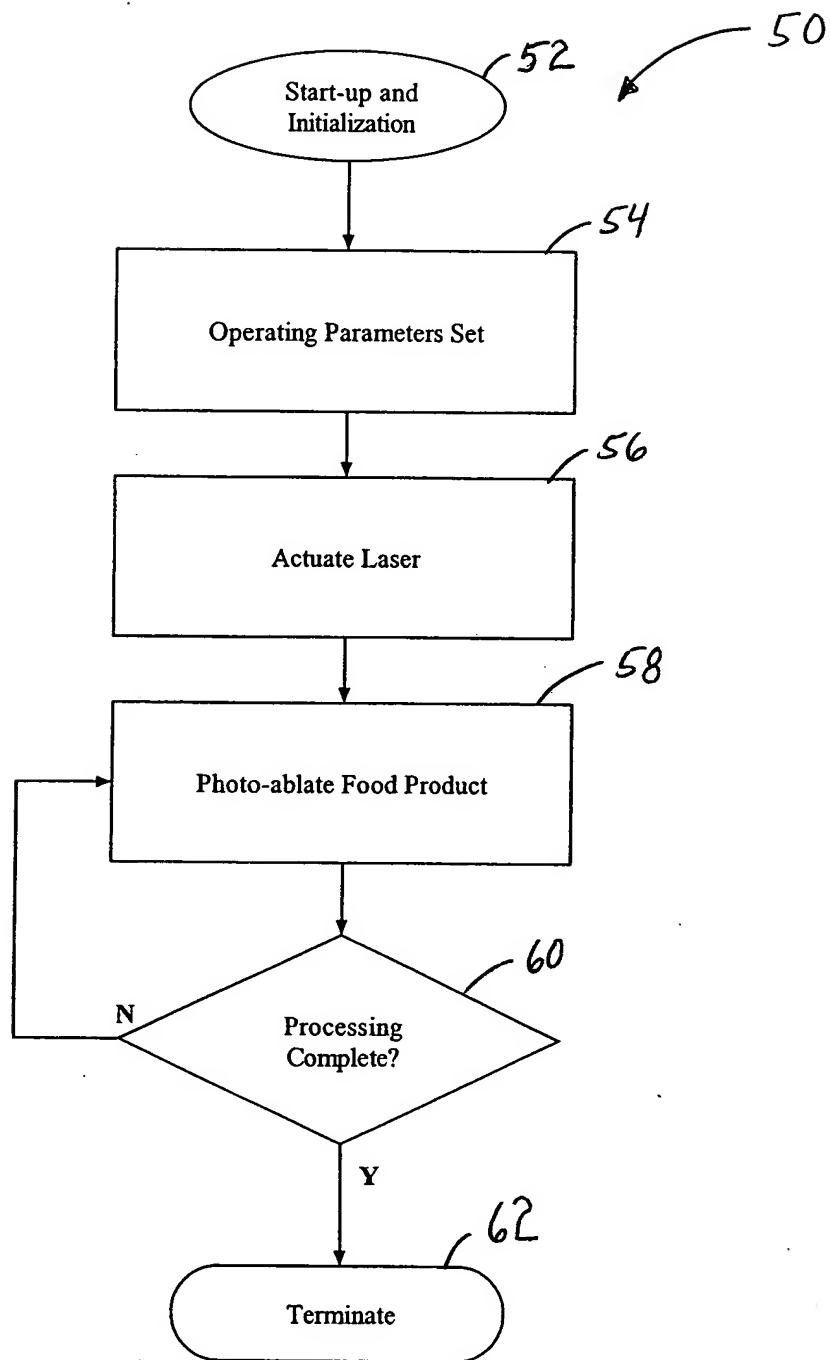 50
52
Start-up and
Initialization
54
Operating Parameters Set
56
Actuate Laser
58
Photo-ablate Food Product
60
N
Processing
Complete?
Y
62
Terminate